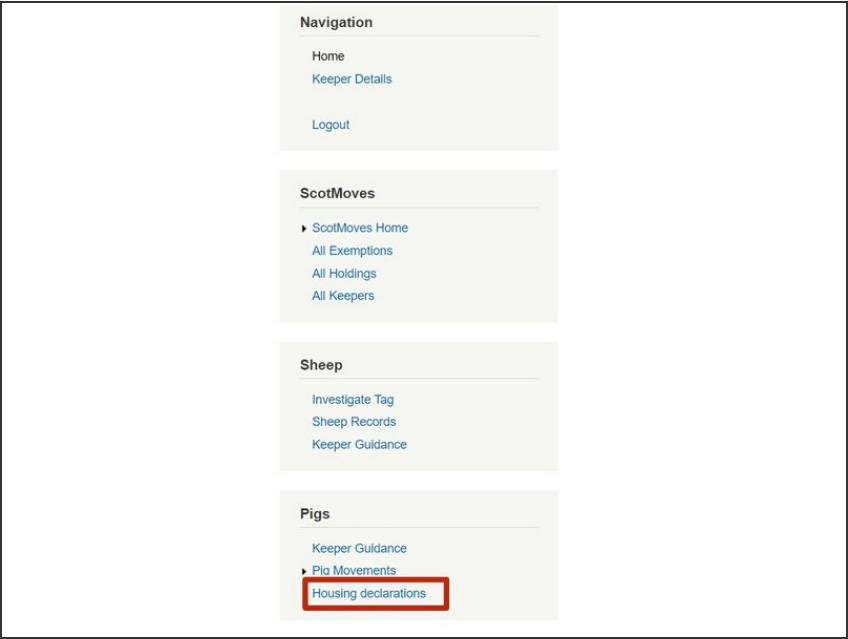 Navigation
Home
Keeper Details
Logout
ScotMoves
ScotMoves Home
All Exemptions
All Holdings
All Keepers
Sheep
Investigate Tag
Sheep Records
Keeper Guidance
Pigs
Keeper Guidance
Pig Movements
Housing declarations